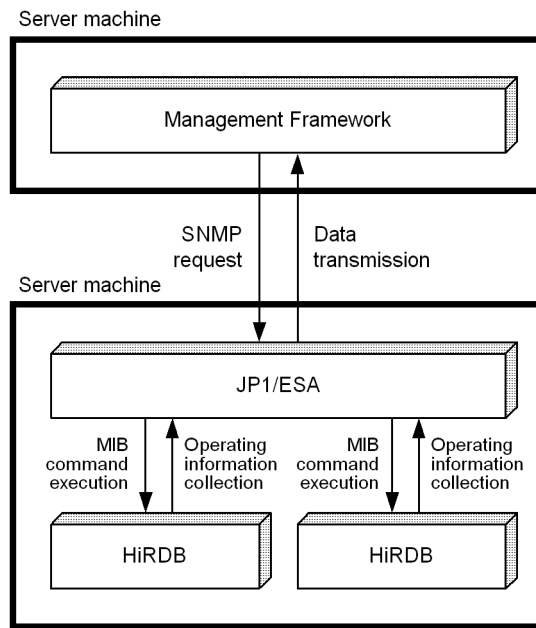 Server machine
Management Framework
SNMP
request
Data
transmission
Server machine
JP1/ESA
MIB
command
execution
Operating
information
collection
MIB
command
execution
Operating
information
collection
HiRDB
HiRDB